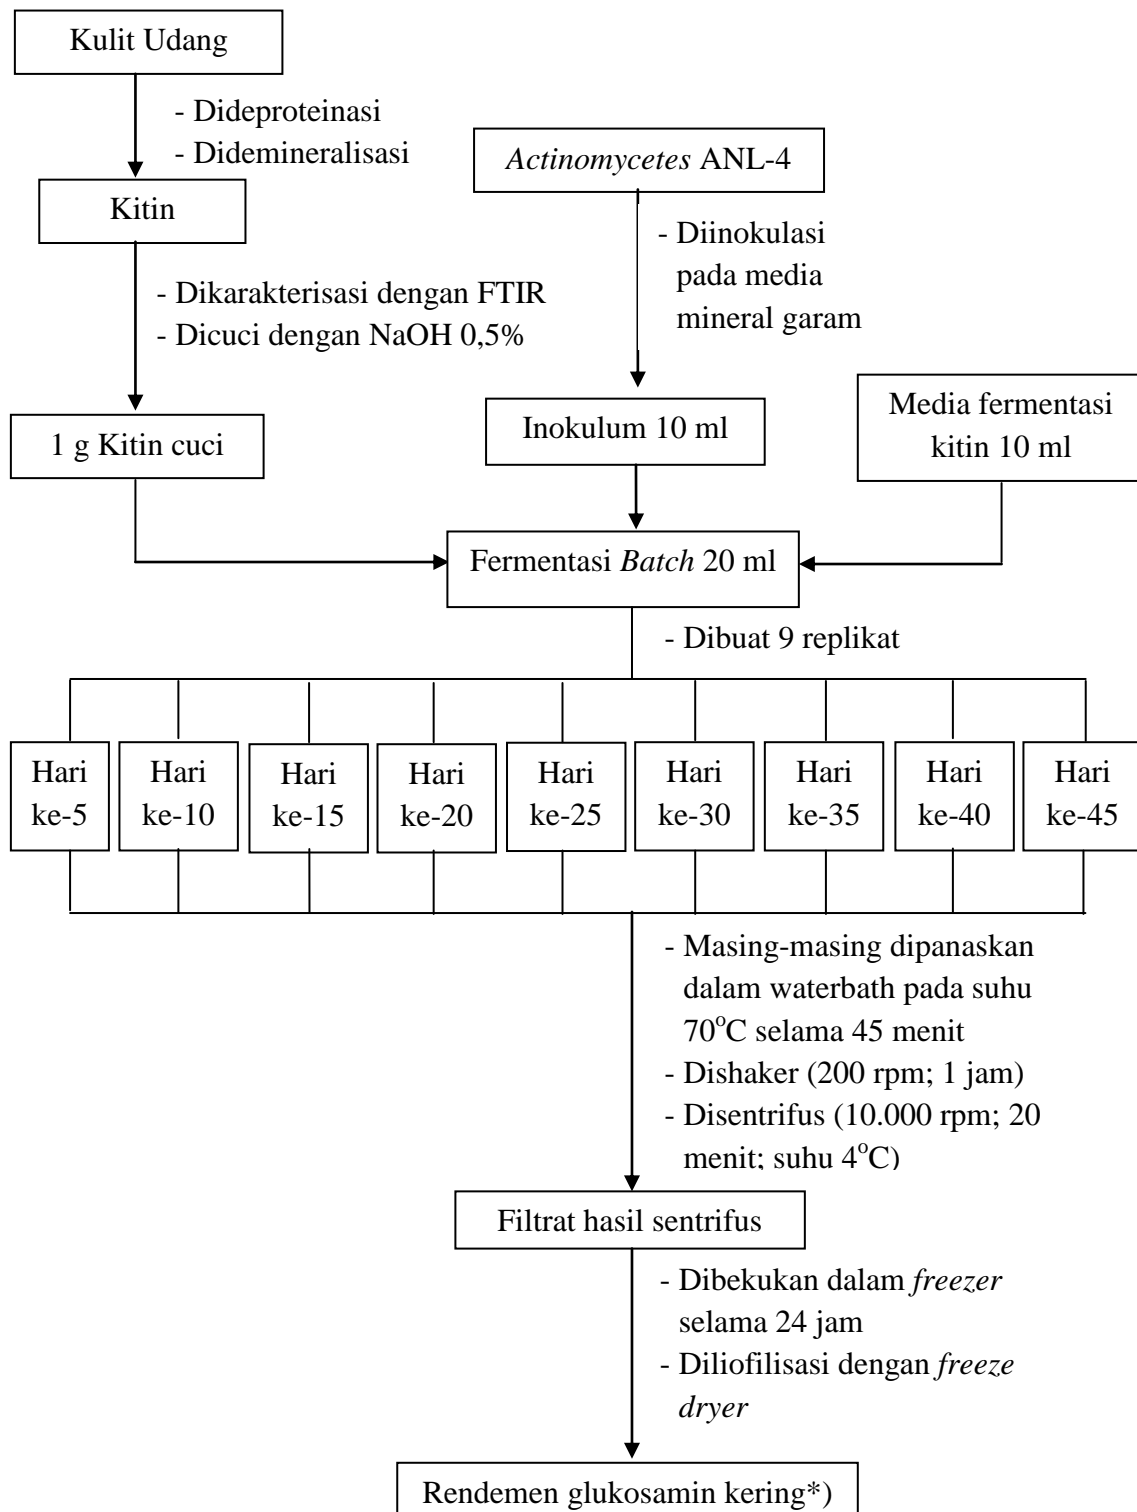 Kulit Udang
- Dideproteinasi
- Didemineralisasi
Actinomycetes ANL-4
Kitin
- Diinokulasi
pada media
mineral garam
- Dikarakterisasi dengan FTIR
- Dicuci dengan NaOH 0,5%
Media fermentasi
kitin 10 ml
Inokulum 10 ml
1 g Kitin cuci
Fermentasi Batch 20 ml
- Dibuat 9 replikat
Hari
ke-5
Hari
ke-10
Hari
ke-15
Hari
ke-20
Hari
ke-25
Hari
ke-30
Hari
ke-35
Hari
ke-40
Hari
ke-45
- Masing-masing dipanaskan
dalam waterbath pada suhu
70°C selama 45 menit
- Dishaker (200 rpm; 1 jam)
- Disentrifus (10.000 rpm; 20
menit; suhu 4°C)
Filtrat hasil sentrifus
- Dibekukan dalam freezer
selama 24 jam
- Diliofilisasi dengan freeze
dryer
Rendemen glukosamin kering*)